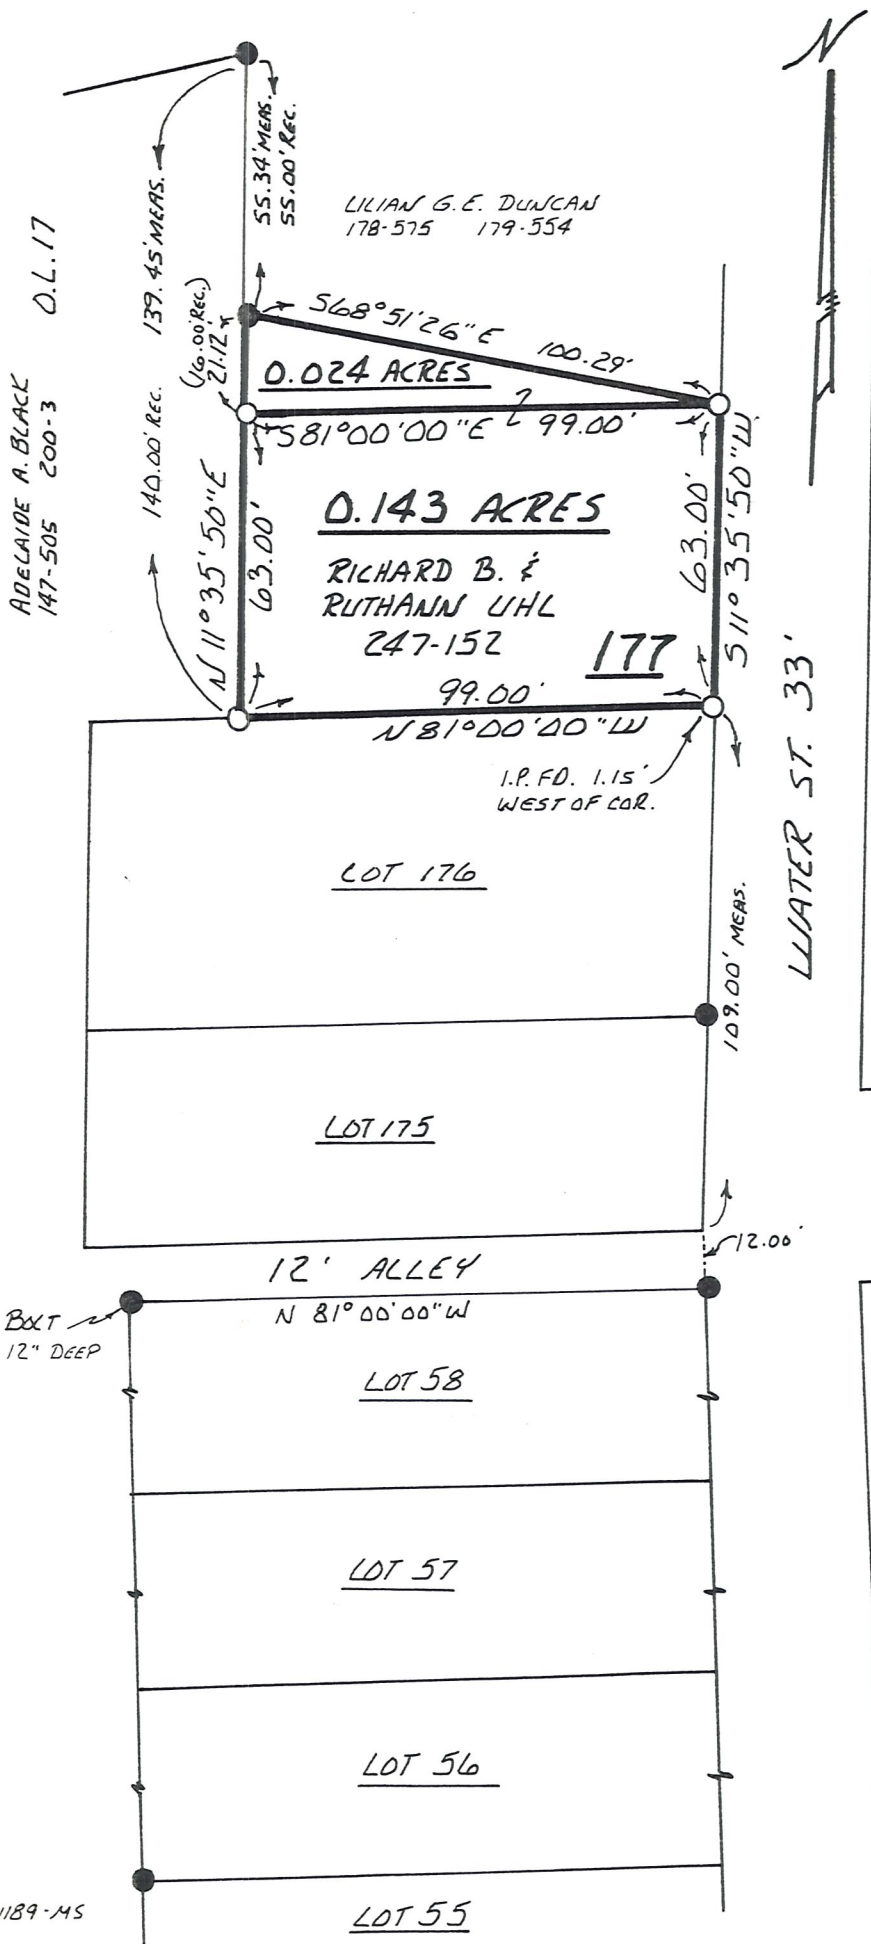 N
55.34' MEAS.
55.00' REC.
139.45' MEAS.
140.00' REC.
O.L. 17
ADELAIDE A. BLACK
147-505 200-3
LILIAN G.E. DUNCAN
178-575 179-554
(16.00' REC.)
21.12'
S68°51'26"E 100.29'
0.024 ACRES
S81°00'00"E 99.00'
N 11°35'50"E
63.00'
0.143 ACRES
RICHARD B. &
RUTHANN UHL
247-152
177
63.00'
S 11°35'50"W
99.00'
N 81°00'00"W
I.P. FD. 1.15'
WEST OF COR.
WATER ST. 33'
LOT 176
109.00' MEAS.
LOT 175
12.00'
12' ALLEY
N 81°00'00"W
BOLT
12" DEEP
LOT 58
LOT 57
LOT 56
1189-MS
LOT 55